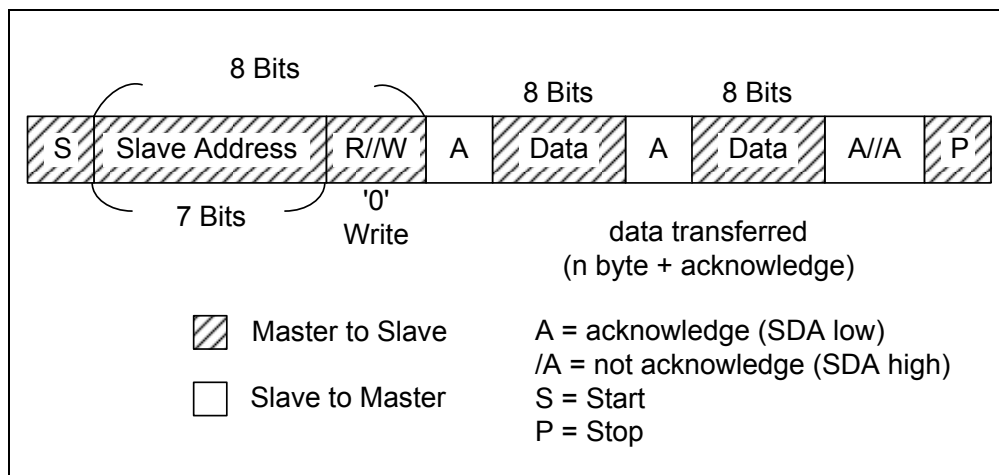 8 Bits
8 Bits 8 Bits
S Slave Address R//W A Data A Data A//A P
7 Bits
'0'
Write
data transferred
(n byte + acknowledge)
Master to Slave
Slave to Master
A = acknowledge (SDA low)
/A = not acknowledge (SDA high)
S = Start
P = Stop